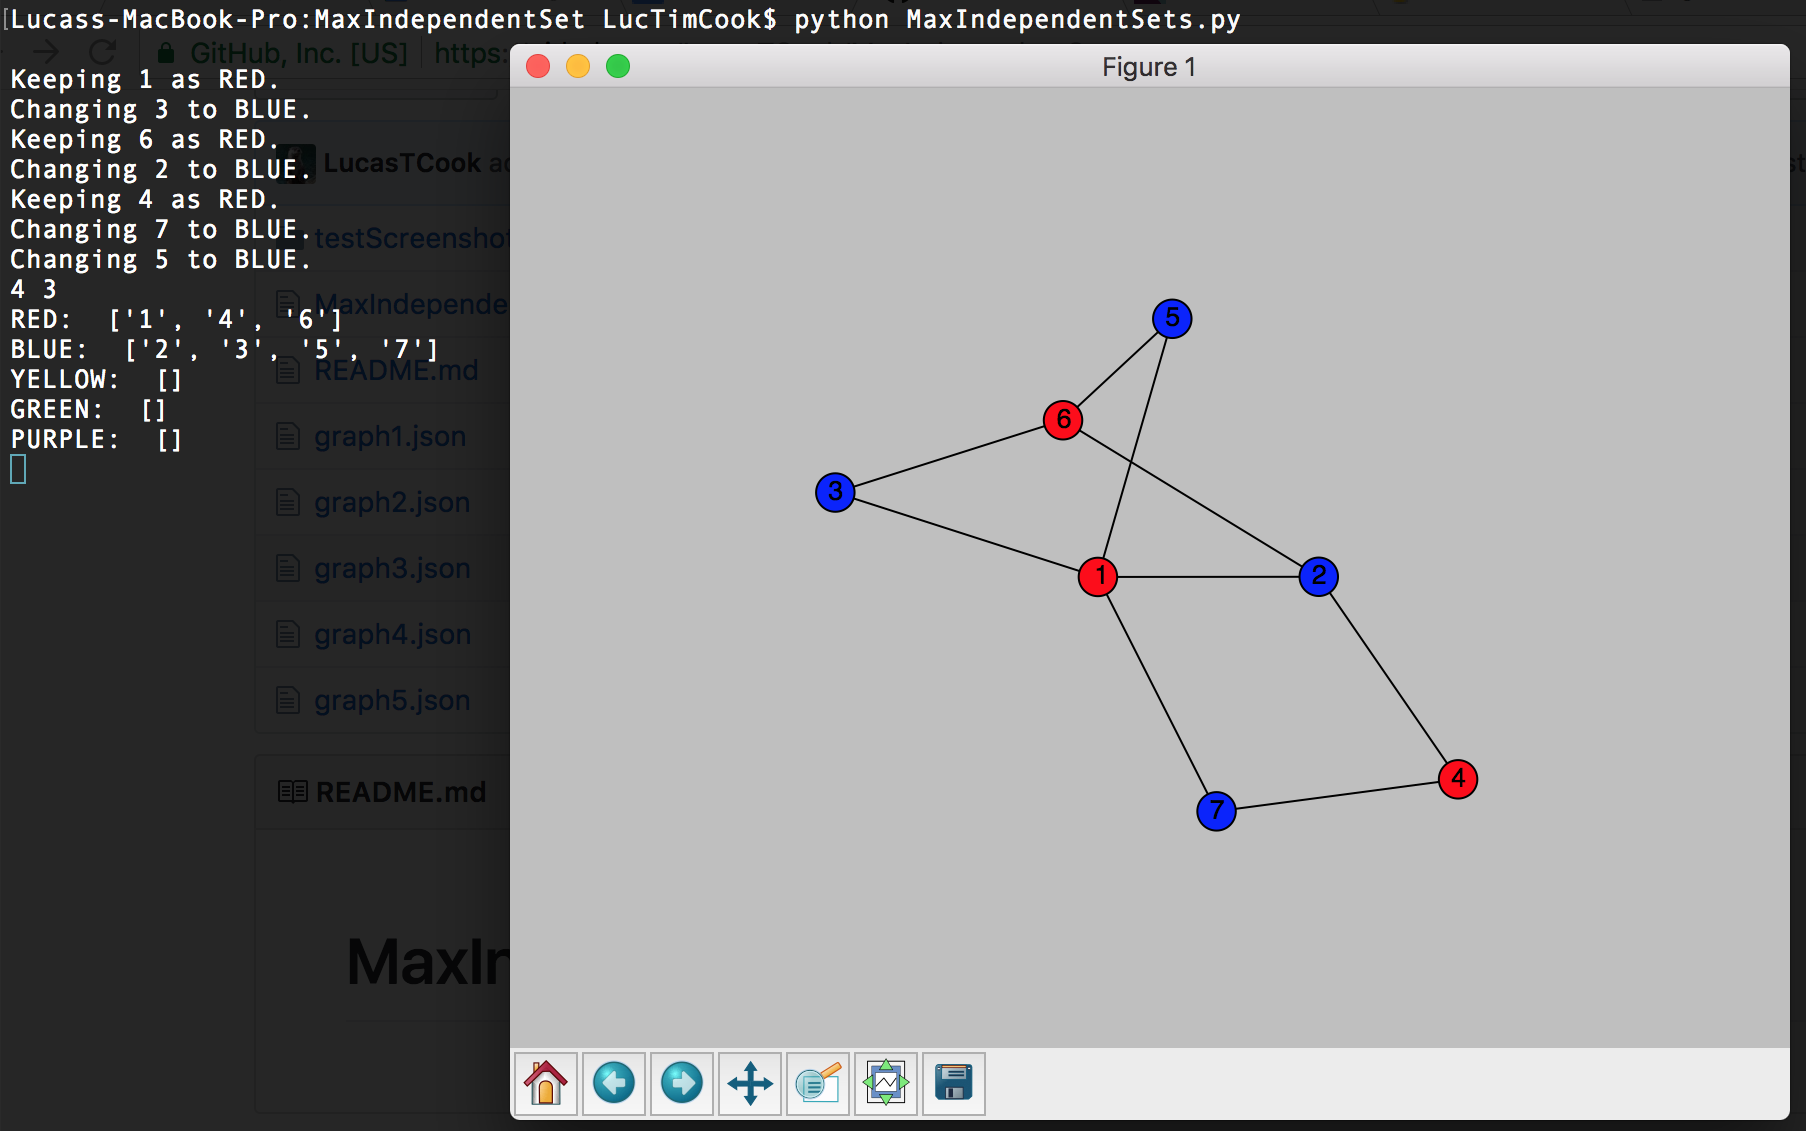 [Lucass-MacBook-Pro:MaxIndependentSet LucTimCook$ python MaxIndependentSets.py
GitHub, Inc. [US] https:
Figure 1
Keeping 1 as RED.
Changing 3 to BLUE.
Keeping 6 as RED.
LucasTCook
Changing 2 to BLUE.
Keeping 4 as RED.
Changing 7 to BLUE.
testScreensho
Changing 5 to BLUE.
4 3
MaxIndepende
RED:  ['1', '4', '6']
BLUE:  ['2', '3', '5', '7']
README.md
YELLOW:  []
GREEN:  []
PURPLE:  []
graph1.json
graph2.json
graph3.json
graph4.json
graph5.json
README.md
MaxIn
5
6
3
1
2
4
7